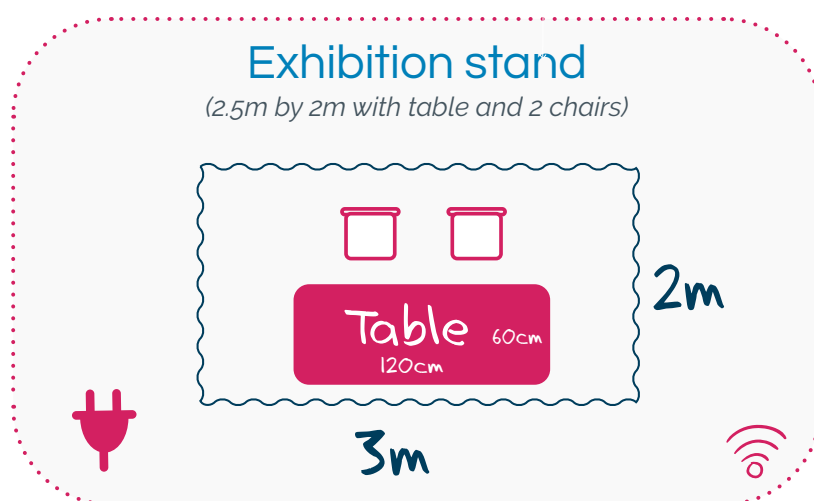 Exhibition stand
(2.5m by 2m with table and 2 chairs)
2m
Table
60cm
120cm
3m